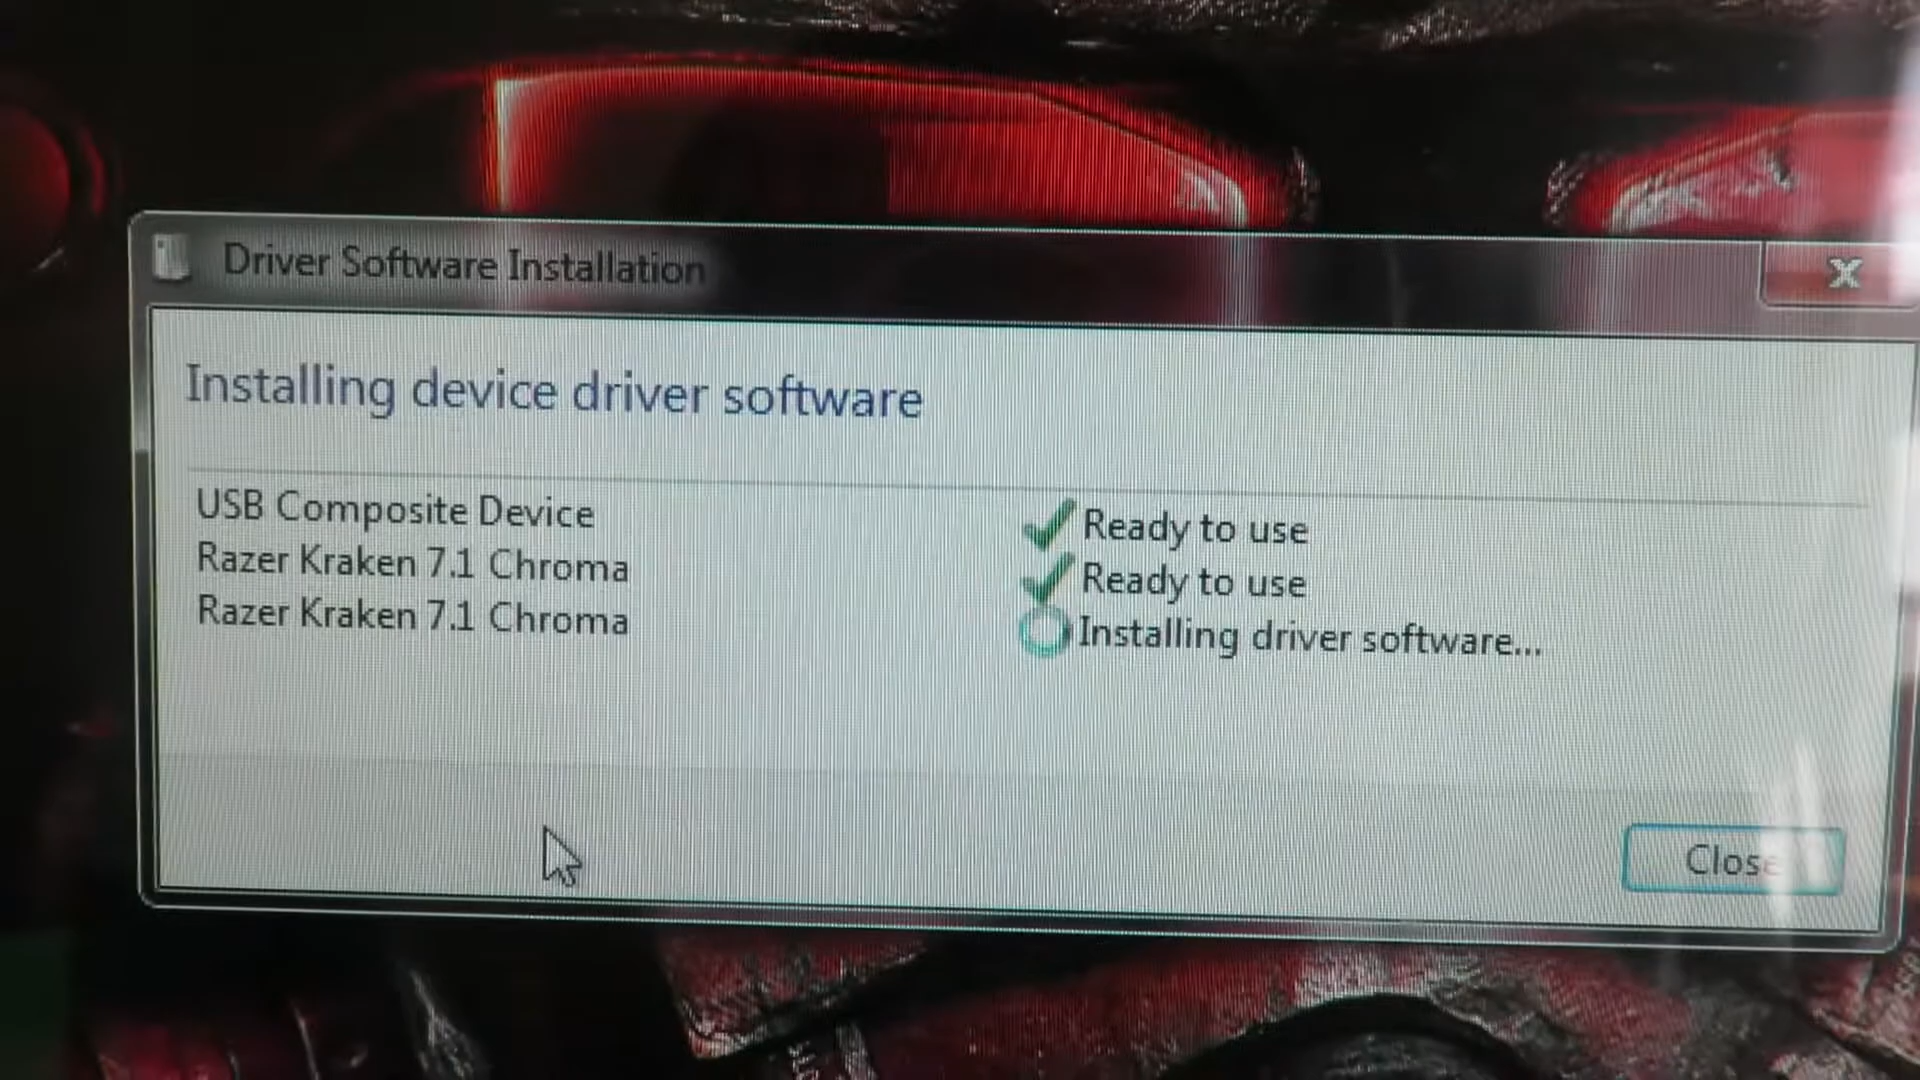 Driver Software Installation
Installing device driver software
USB Composite Device Ready to use
Razer Kraken 7.1 Chroma Ready to use
Razer Kraken 7.1 Chroma Installing driver software...
Close